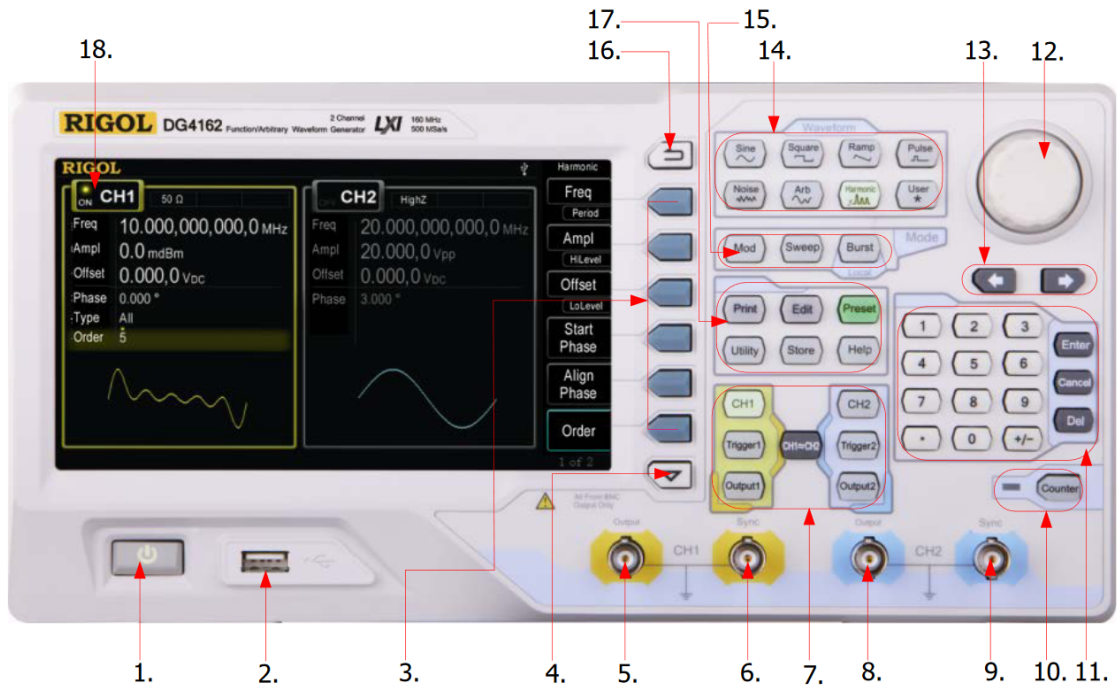 17.
15.
18.
16.
14.
13.
12.
RIGOL DG4162 Function/Arbitrary Waveform Generator 2 Channel LXI 160 MHz 500 MSa/s
Waveform
Sine Square Ramp Pulse
Noise Arb Harmonic User
RIGOL Harmonic
ON CH1 50 Ω
OFF CH2 HighZ
Freq 10.000,000,000,0 MHz
Ampl 0.0 mdBm
Offset 0.000,0 VDC
Phase 0.000 °
Type All
Order 5
Freq 20.000,000,000,0 MHz
Ampl 20.000,0 Vpp
Offset 0.000,0 VDC
Phase 3.000 °
Freq
Period
Ampl
HiLevel
Offset
LoLevel
Start
Phase
Align
Phase
Order
1 of 2
Mod Sweep Burst Mode
Local
Print Edit Preset
Utility Store Help
1 2 3 Enter
4 5 6 Cancel
7 8 9 Del
• 0 +/−
CH1 CH2
Trigger1 CH1⇌CH2 Trigger2
Output1 Output2
Counter
All Front BNC
Output Only
Output Sync Output Sync
CH1 CH2
1.
2.
3.
4.
5.
6.
7.
8.
9.
10.
11.